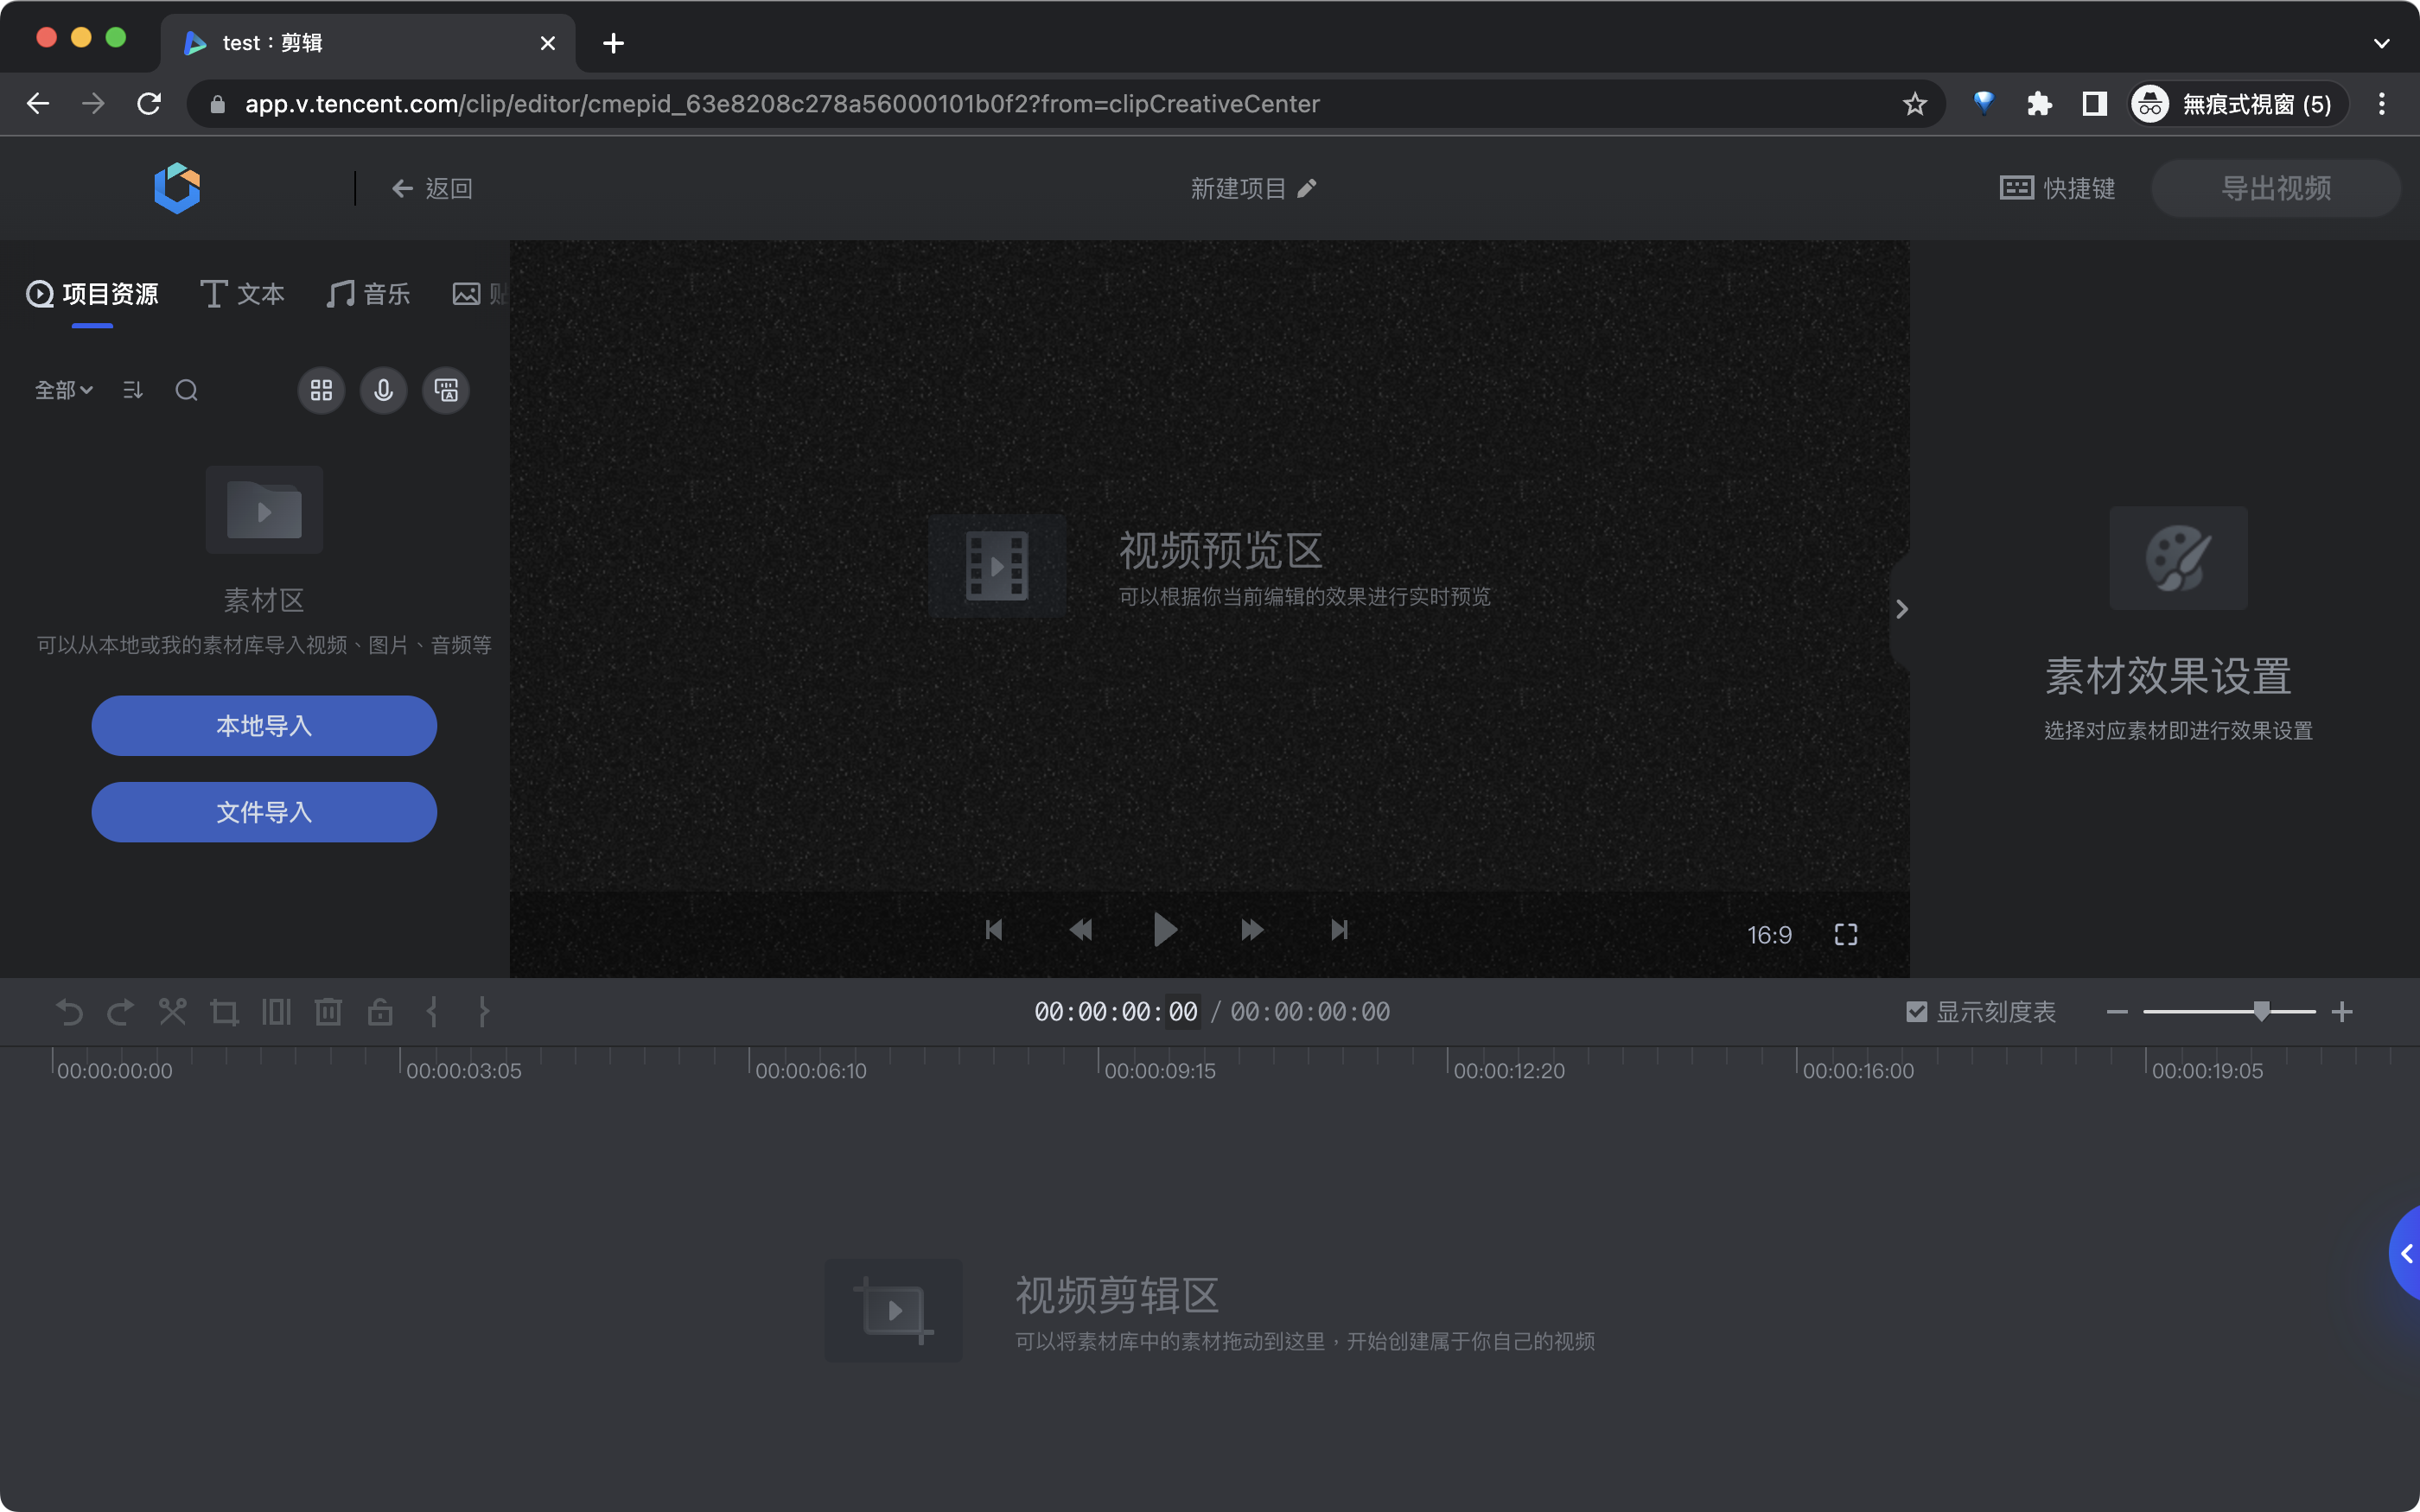 test：剪辑
app.v.tencent.com/clip/editor/cmepid_63e8208c278a56000101b0f2?from=clipCreativeCenter
無痕式視窗 (5)
返回
新建项目
快捷键
导出视频
项目资源
文本
音乐
全部
素材区
可以从本地或我的素材库导入视频、图片、音频等
本地导入
文件导入
视频预览区
可以根据你当前编辑的效果进行实时预览
16:9
素材效果设置
选择对应素材即进行效果设置
00:00:00:00 / 00:00:00:00
显示刻度表
00:00:00:00
00:00:03:05
00:00:06:10
00:00:09:15
00:00:12:20
00:00:16:00
00:00:19:05
视频剪辑区
可以将素材库中的素材拖动到这里，开始创建属于你自己的视频